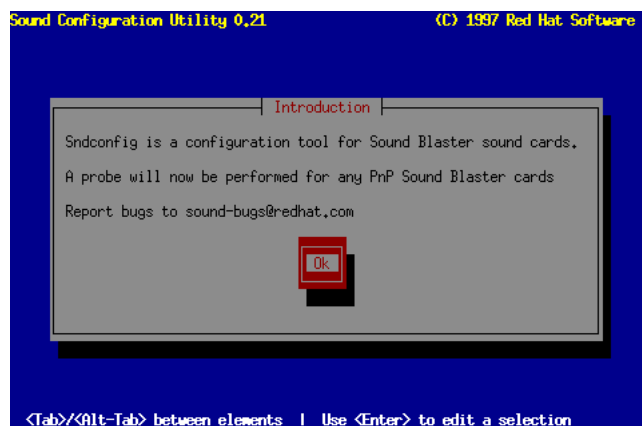 Sound Configuration Utility 0.21 (C) 1997 Red Hat Software
Introduction
Sndconfig is a configuration tool for Sound Blaster sound cards.
A probe will now be performed for any PnP Sound Blaster cards
Report bugs to sound-bugs@redhat.com
Ok
<Tab>/<Alt-Tab> between elements | Use <Enter> to edit a selection